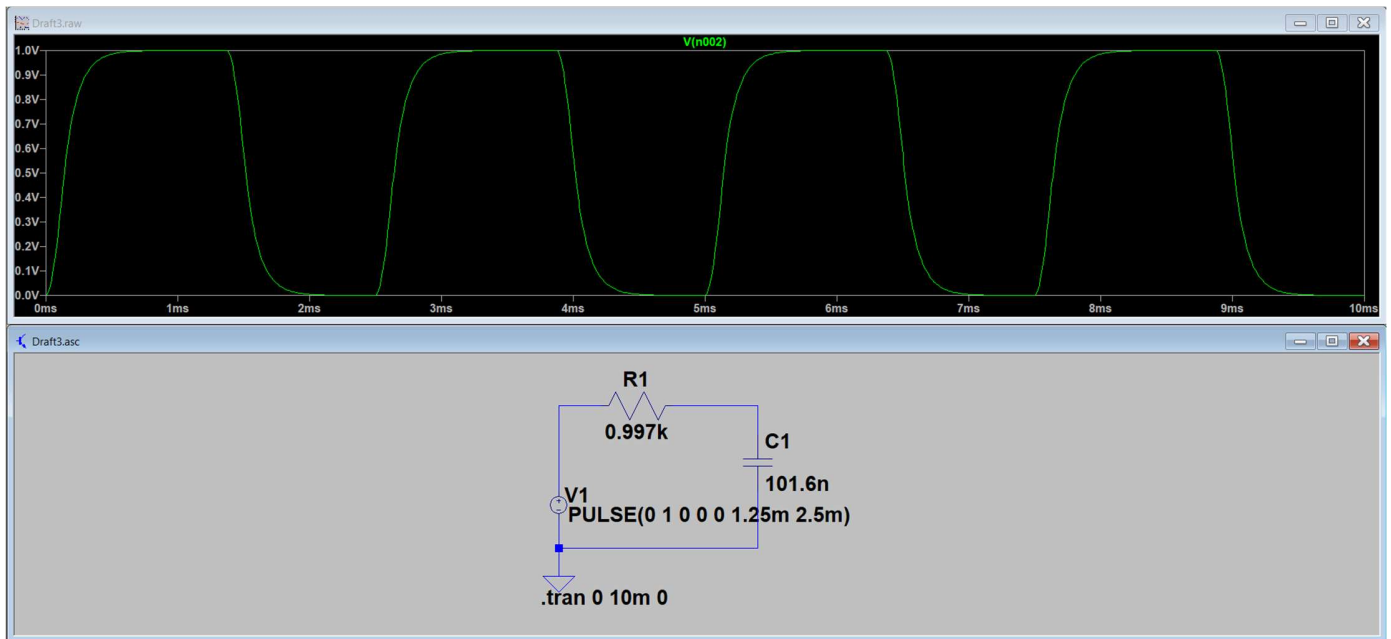 Draft3.raw
V(n002)
1.0V
0.9V
0.8V
0.7V
0.6V
0.5V
0.4V
0.3V
0.2V
0.1V
0.0V
0ms 1ms 2ms 3ms 4ms 5ms 6ms 7ms 8ms 9ms 10ms
Draft3.asc
R1
0.997k
C1
101.6n
V1
PULSE(0 1 0 0 0 1.25m 2.5m)
.tran 0 10m 0